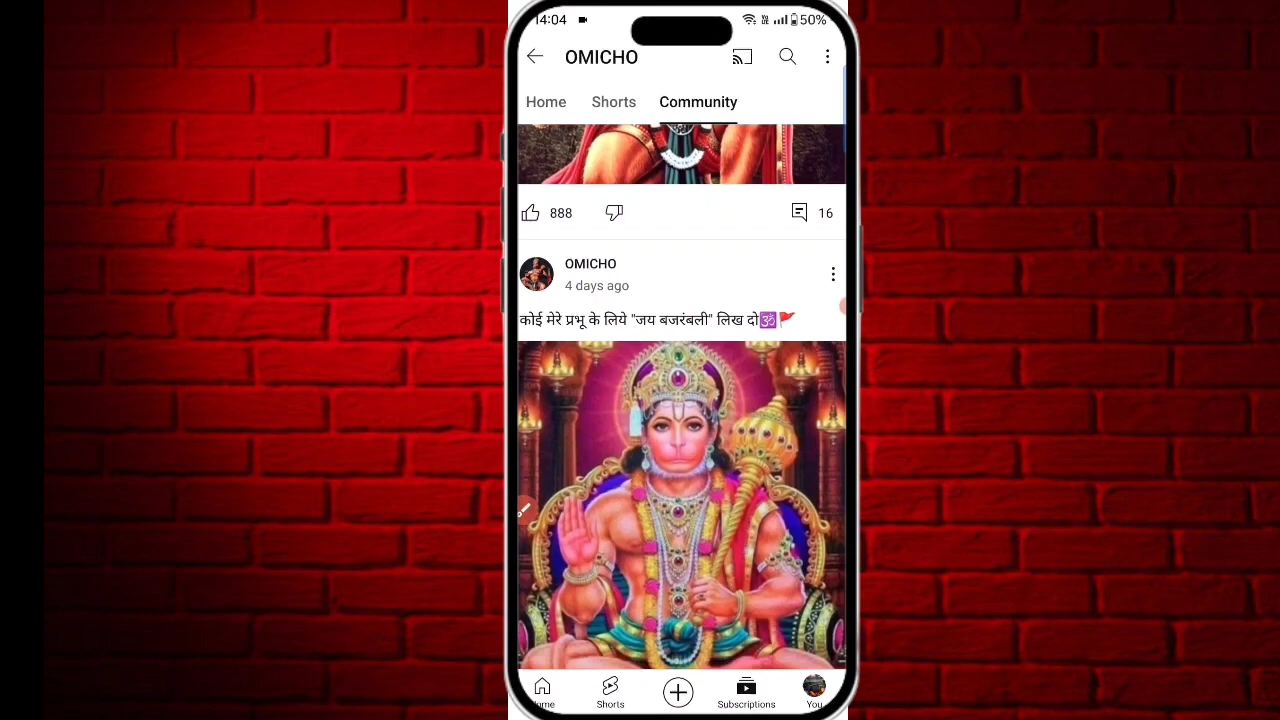 14:04
50%
OMICHO
Home Shorts Community
888 16
OMICHO
4 days ago
कोई मेरे प्रभू के लिये "जय बजरंबली" लिख दो🕉️🚩
ome Shorts Subscriptions You